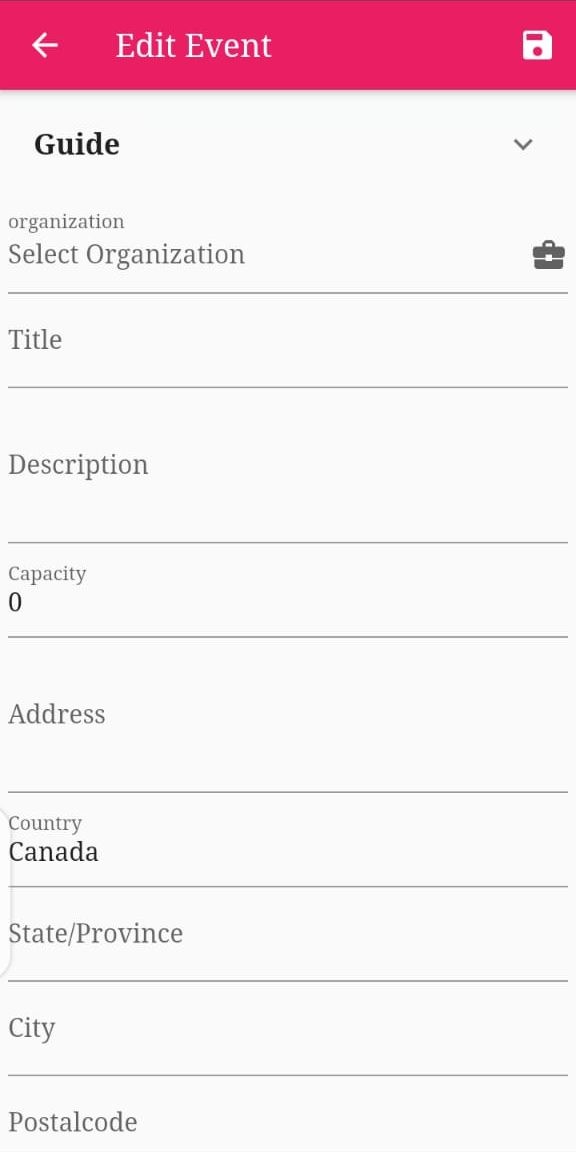 Edit Event
Guide
organization
Select Organization
Title
Description
Capacity
0
Address
Country
Canada
State/Province
City
Postalcode